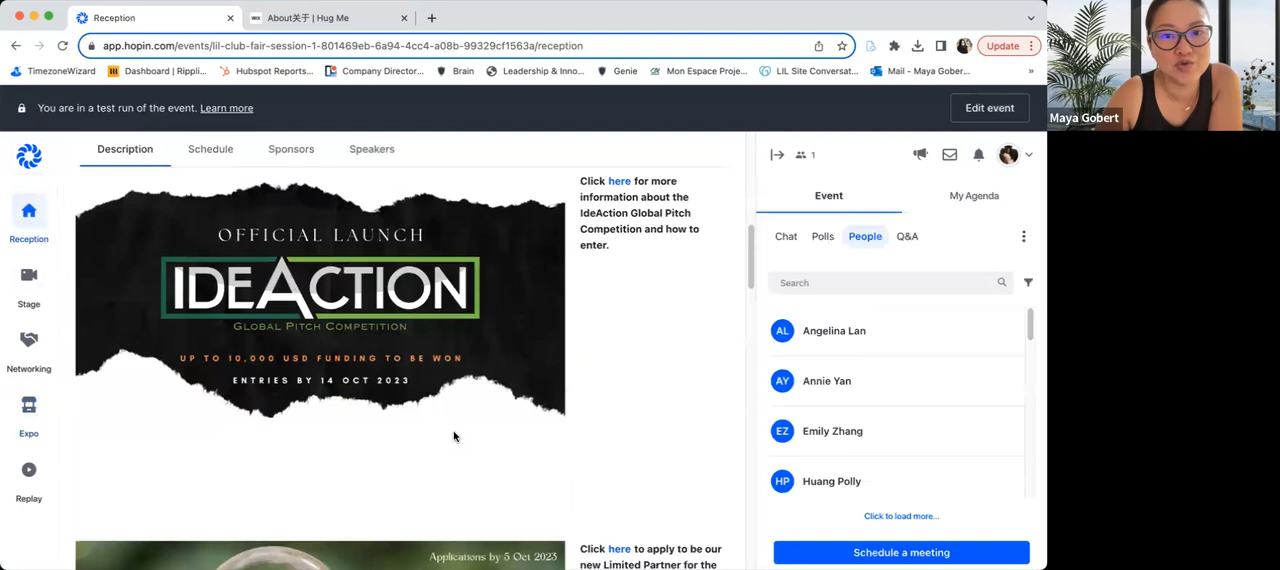 Reception
About关于 | Hug Me
app.hopin.com/events/lil-club-fair-session-1-801469eb-6a94-4cc4-a08b-99329cf1563a/reception
Update
TimezoneWizard
Dashboard | Rippli...
Hubspot Reports...
Company Director...
Brain
Leadership & Inno...
Genie
Mon Espace Proje...
LIL Site Conversat...
Mail - Maya Gober...
»
Maya Gobert
You are in a test run of the event. Learn more
Edit event
Description
Schedule
Sponsors
Speakers
Reception
Stage
Networking
Expo
Replay
OFFICIAL LAUNCH
IDEACTION
GLOBAL PITCH COMPETITION
UP TO 10,000 USD FUNDING TO BE WON
ENTRIES BY 14 OCT 2023
Click here for more
information about the
IdeAction Global Pitch
Competition and how to
enter.
Applications by 5 Oct 2023
Click here to apply to be our
new Limited Partner for the
1
Event
My Agenda
Chat
Polls
People
Q&A
Search
AL
Angelina Lan
AY
Annie Yan
EZ
Emily Zhang
HP
Huang Polly
Click to load more...
Schedule a meeting